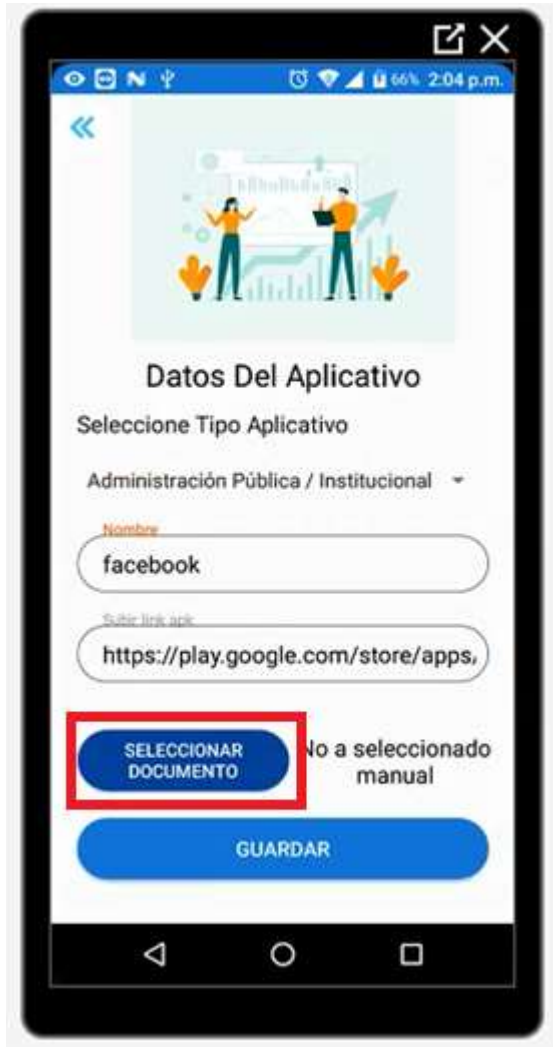 66% 2:04 p.m.
Datos Del Aplicativo
Seleccione Tipo Aplicativo
Administración Pública / Institucional
Nombre
facebook
Subir link apk
https://play.google.com/store/apps/
SELECCIONAR
DOCUMENTO
No a seleccionado
manual
GUARDAR